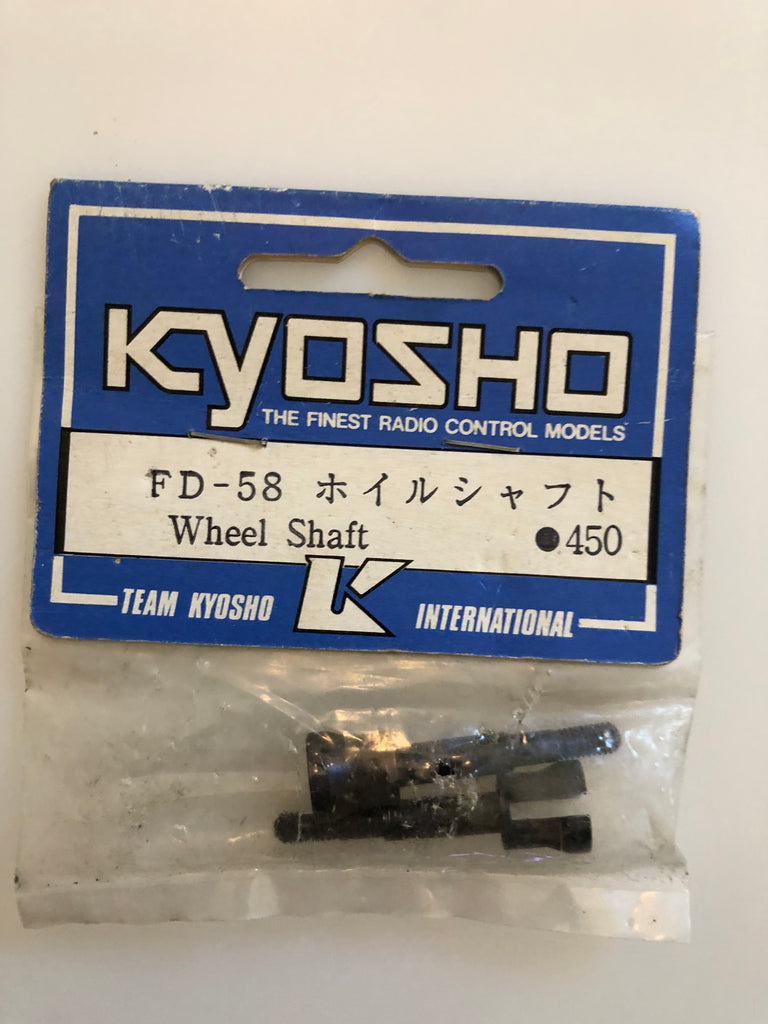 KYOSHO
THE FINEST RADIO CONTROL MODELS
FD-58 ホイルシャフト
Wheel Shaft ●450
TEAM KYOSHO K INTERNATIONAL